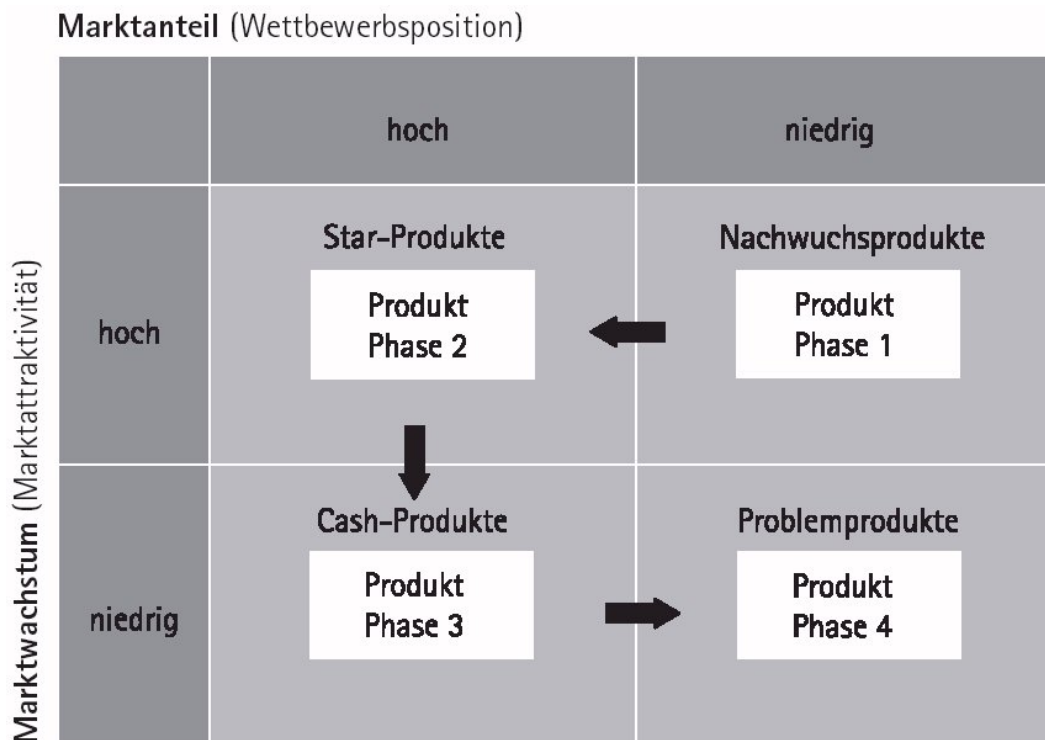 Marktanteil (Wettbewerbsposition)
hoch
niedrig
Marktwachstum (Marktattraktivität)
hoch
Star-Produkte
Produkt
Phase 2
Nachwuchsprodukte
Produkt
Phase 1
niedrig
Cash-Produkte
Produkt
Phase 3
Problemprodukte
Produkt
Phase 4